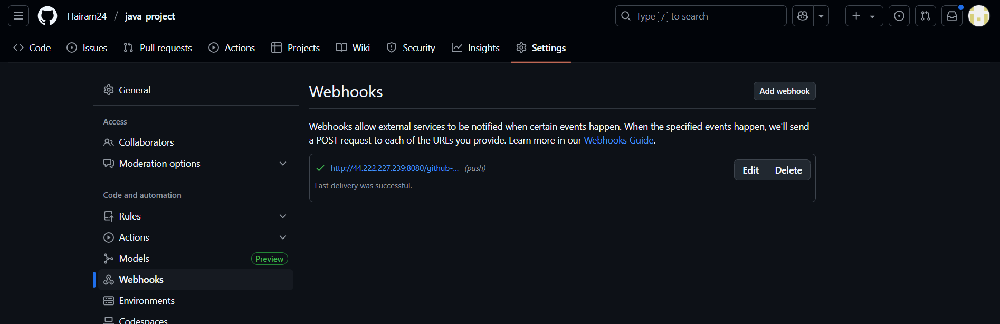 Hairam24 / java_project
Type / to search
Code Issues Pull requests Actions Projects Wiki Security Insights Settings
General
Access
Collaborators
Moderation options
Code and automation
Rules
Actions
Models Preview
Webhooks
Environments
Codespaces
Webhooks
Add webhook
Webhooks allow external services to be notified when certain events happen. When the specified events happen, we'll send
a POST request to each of the URLs you provide. Learn more in our Webhooks Guide.
http://44.222.227.239:8080/github-... (push)
Edit Delete
Last delivery was successful.